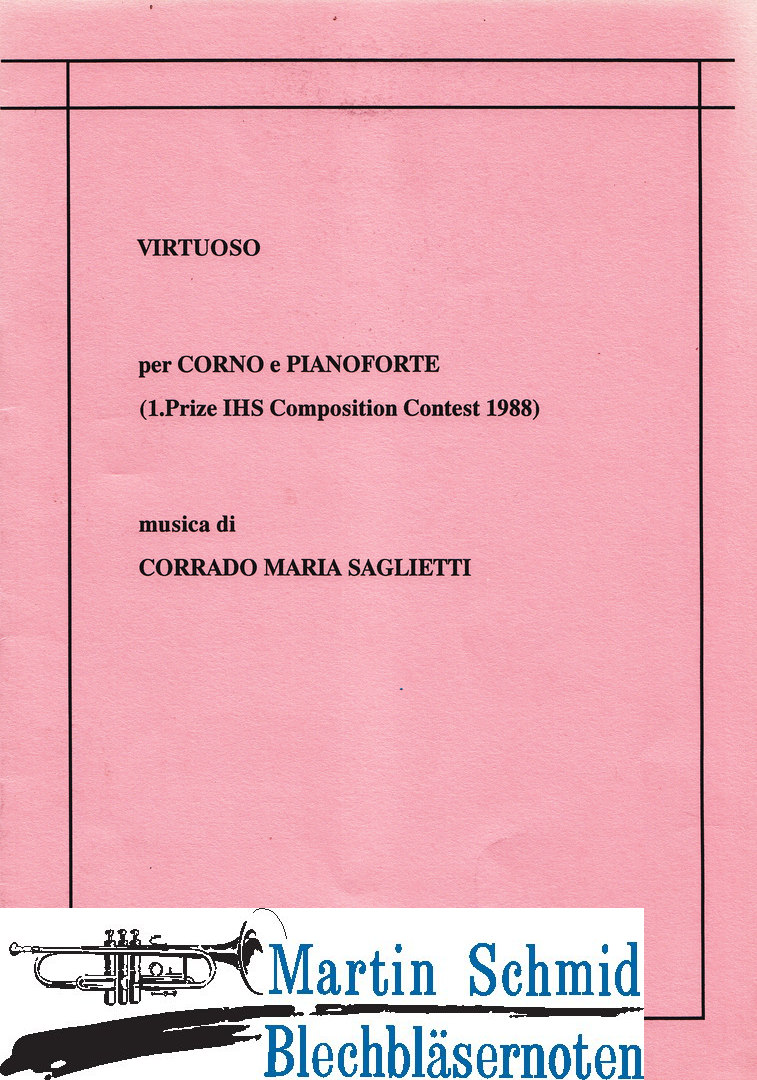 VIRTUOSO
per CORNO e PIANOFORTE
(1.Prize IHS Composition Contest 1988)
musica di
CORRADO MARIA SAGLIETTI
Martin Schmid
Blechbläsernoten